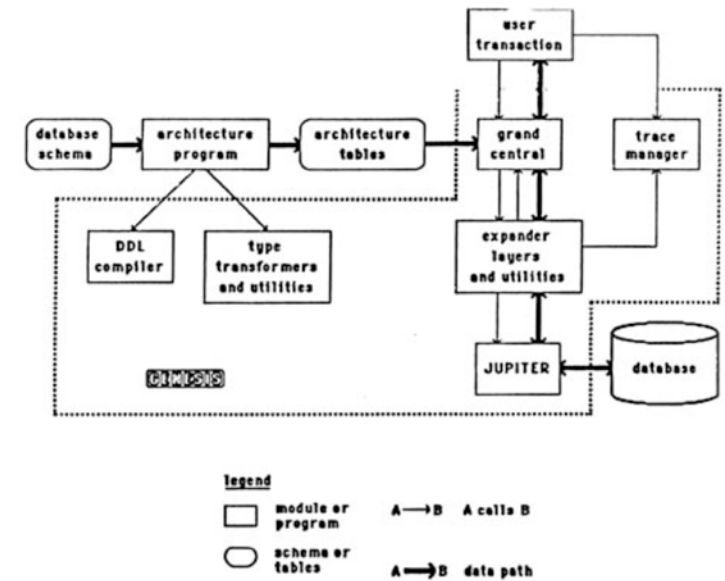 user
transaction
database
schema
architecture
program
architecture
tables
grand
central
trace
manager
DDL
compiler
type
transformers
and utilities
expander
layers
and utilities
GENESIS
JUPITER
database
legend
module or
program
A → B A calls B
schema or
tables
A → B data path